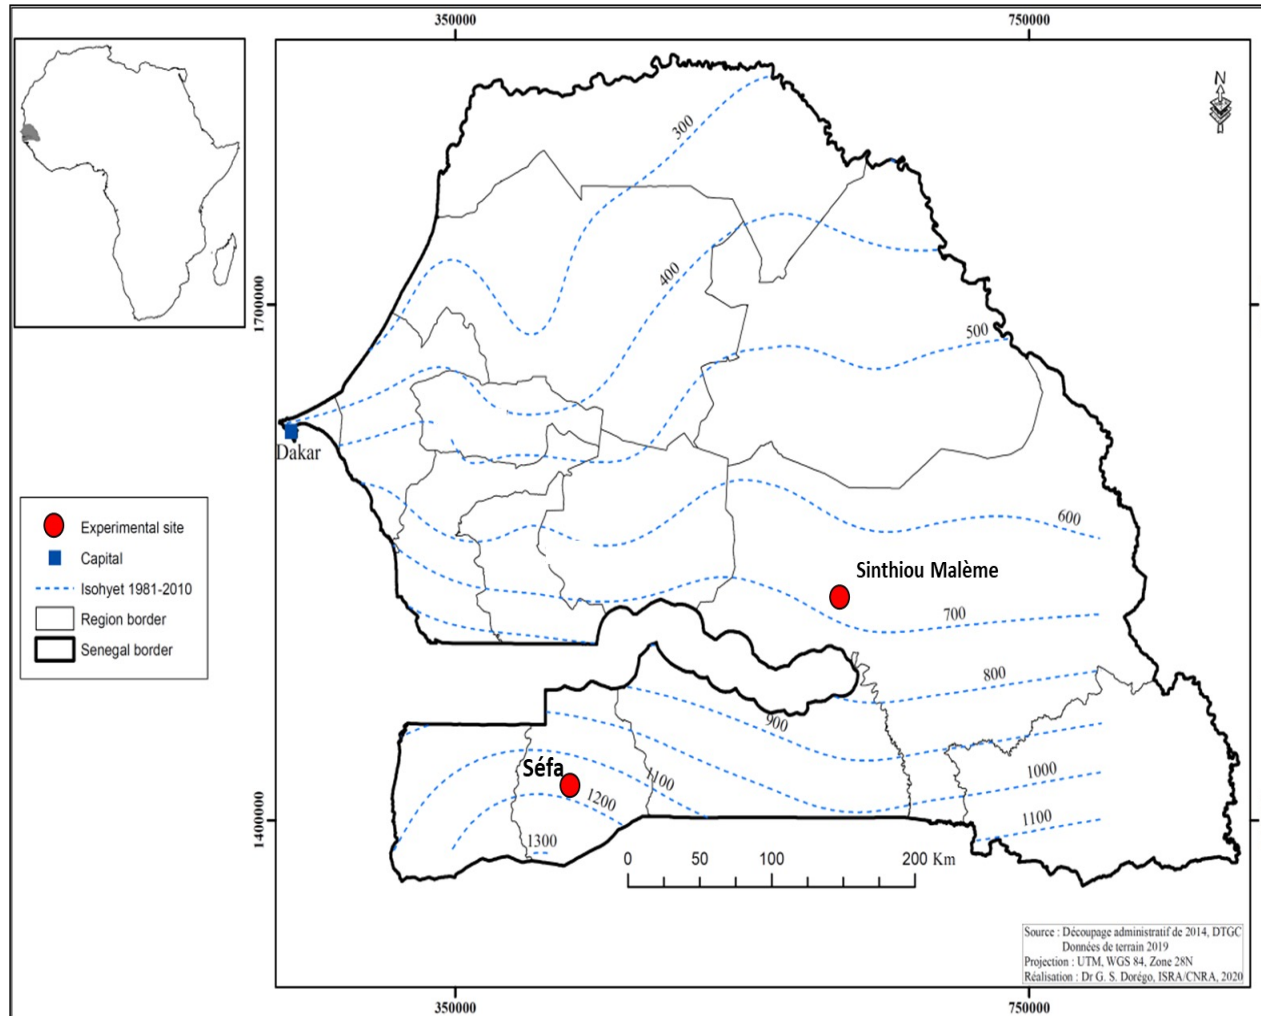 350000
750000
N
300
400
1700000
500
Dakar
600
Experimental site
Capital
Isohyet 1981-2010
Region border
Senegal border
Sinthiou Malème
700
800
900
Séfa
1100
1000
1200
1400000
1100
1300
0 50 100 200 Km
Source : Découpage administratif de 2014, DTGC
Données de terrain 2019
Projection : UTM, WGS 84, Zone 28N
Réalisation : Dr G. S. Dorégo, ISRA/CNRA, 2020
350000
750000